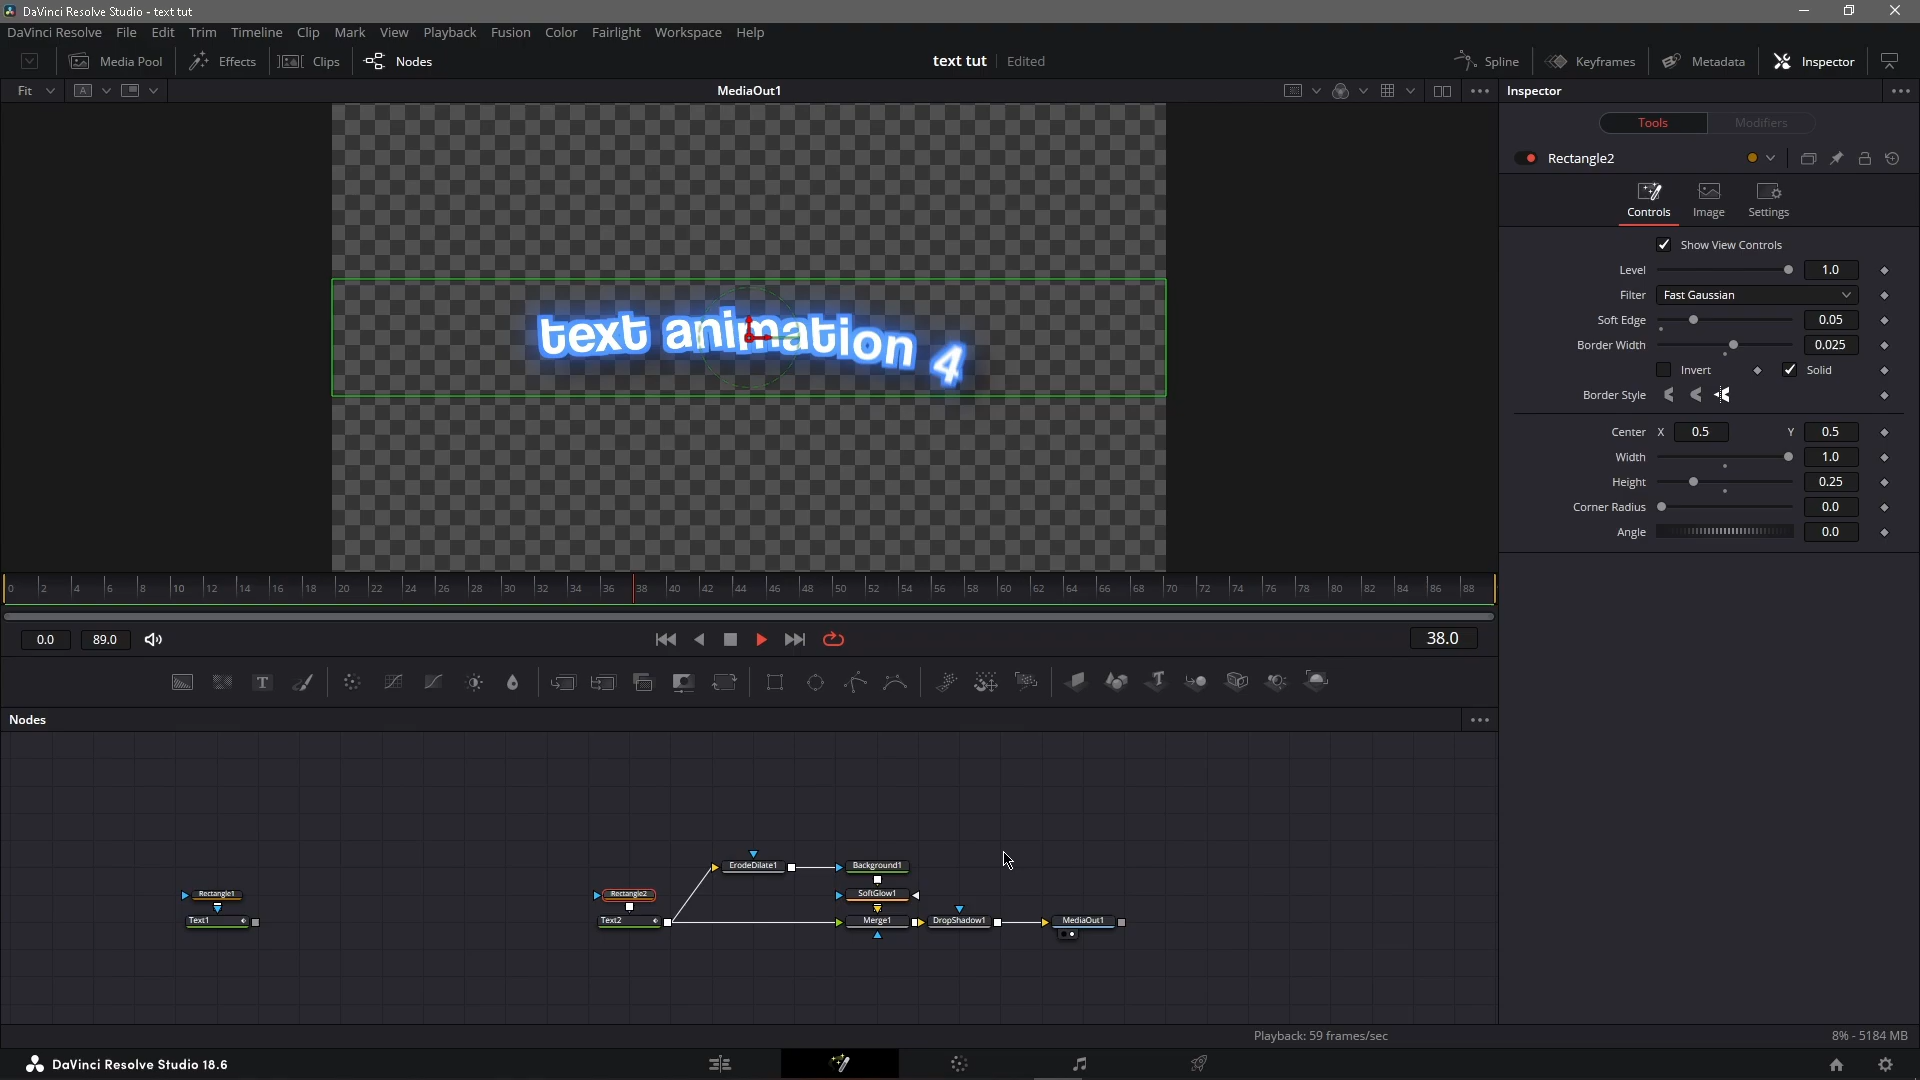 DaVinci Resolve Studio - text tut
DaVinci Resolve File Edit Trim Timeline Clip Mark View Playback Fusion Color Fairlight Workspace Help
Media Pool Effects Clips Nodes text tut Edited Spline Keyframes Metadata Inspector
Fit A MediaOut1 Inspector
Tools Modifiers
Rectangle2
Controls Image Settings
Show View Controls
Level 1.0
Filter Fast Gaussian
Soft Edge 0.05
Border Width 0.025
Invert Solid
Border Style
Center X 0.5 Y 0.5
Width 1.0
Height 0.25
Corner Radius 0.0
Angle 0.0
text animation 4
0 2 4 6 8 10 12 14 16 18 20 22 24 26 28 30 32 34 36 38 40 42 44 46 48 50 52 54 56 58 60 62 64 66 68 70 72 74 76 78 80 82 84 86 88
0.0 89.0 38.0
T
Nodes
ErodeDilate1 Background1
Rectangle1 Rectangle2 SoftGlow1
Text1 Text2 Merge1 DropShadow1 MediaOut1
Playback: 59 frames/sec 8% - 5184 MB
DaVinci Resolve Studio 18.6